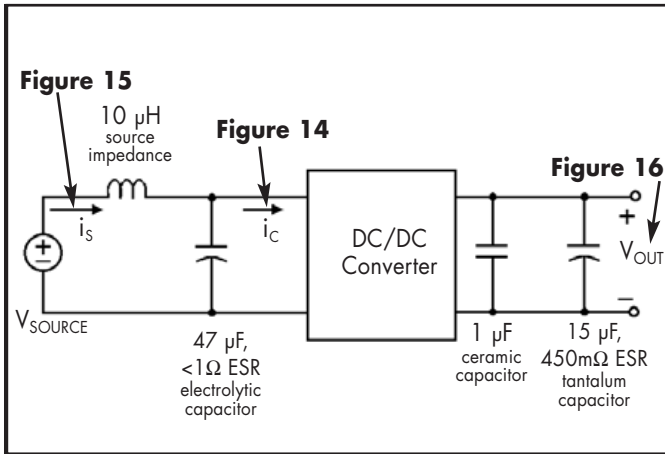 Figure 15
10 µH
source
impedance
Figure 14
Figure 16
iS
iC
DC/DC
Converter
+
VOUT
−
+
−
VSOURCE
47 µF,
<1Ω ESR
electrolytic
capacitor
1 µF
ceramic
capacitor
15 µF,
450mΩ ESR
tantalum
capacitor